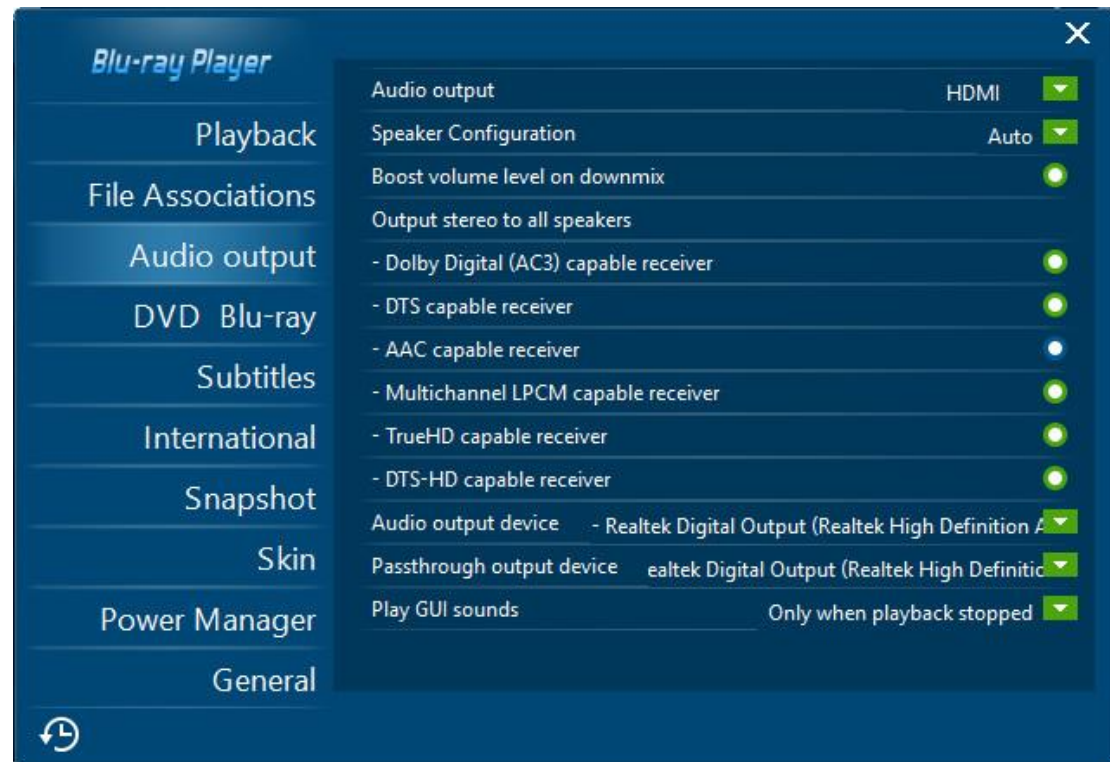 Blu-ray Player
Playback
File Associations
Audio output
DVD Blu-ray
Subtitles
International
Snapshot
Skin
Power Manager
General
Audio output HDMI
Speaker Configuration Auto
Boost volume level on downmix
Output stereo to all speakers
- Dolby Digital (AC3) capable receiver
- DTS capable receiver
- AAC capable receiver
- Multichannel LPCM capable receiver
- TrueHD capable receiver
- DTS-HD capable receiver
Audio output device - Realtek Digital Output (Realtek High Definition A
Passthrough output device ealtek Digital Output (Realtek High Definitic
Play GUI sounds Only when playback stopped